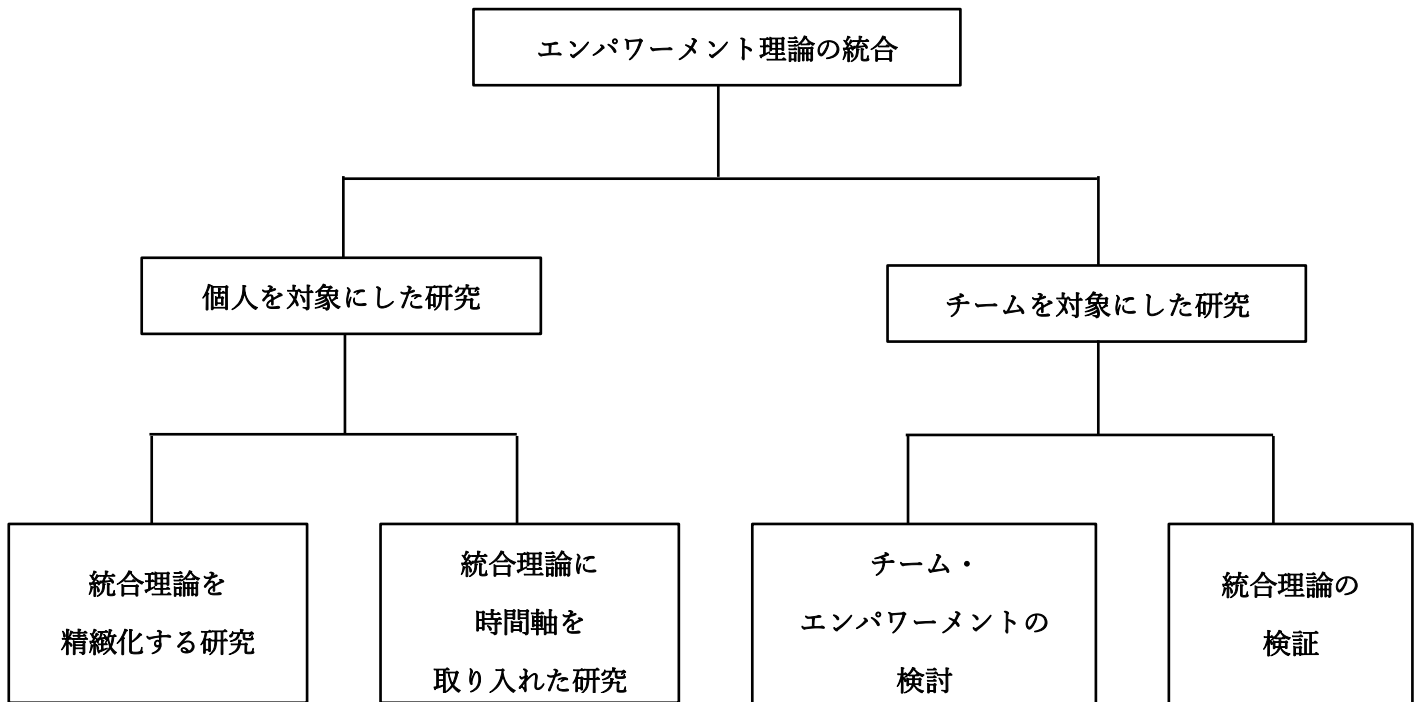 エンパワーメント理論の統合
個人を対象にした研究
チームを対象にした研究
統合理論を
精緻化する研究
統合理論に
時間軸を
取り入れた研究
チーム・
エンパワーメントの
検討
統合理論の
検証